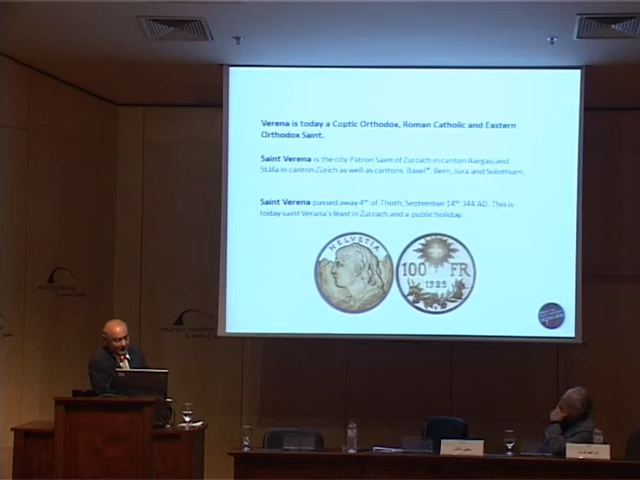 Verena is today a Coptic Orthodox, Roman Catholic and Eastern
Orthodox Saint.
Saint Verena is the city Patron Saint of Zurzach in canton Aargau and
Stäfa in canton Zürich as well as cantons Basel*, Bern, Jura and Solothurn.
Saint Verena passed away 4th of Thoth, September 14th 344 AD. This is
today saint Verana's feast in Zurzach and a public holiday.
HELVETIA
100 FR
1925